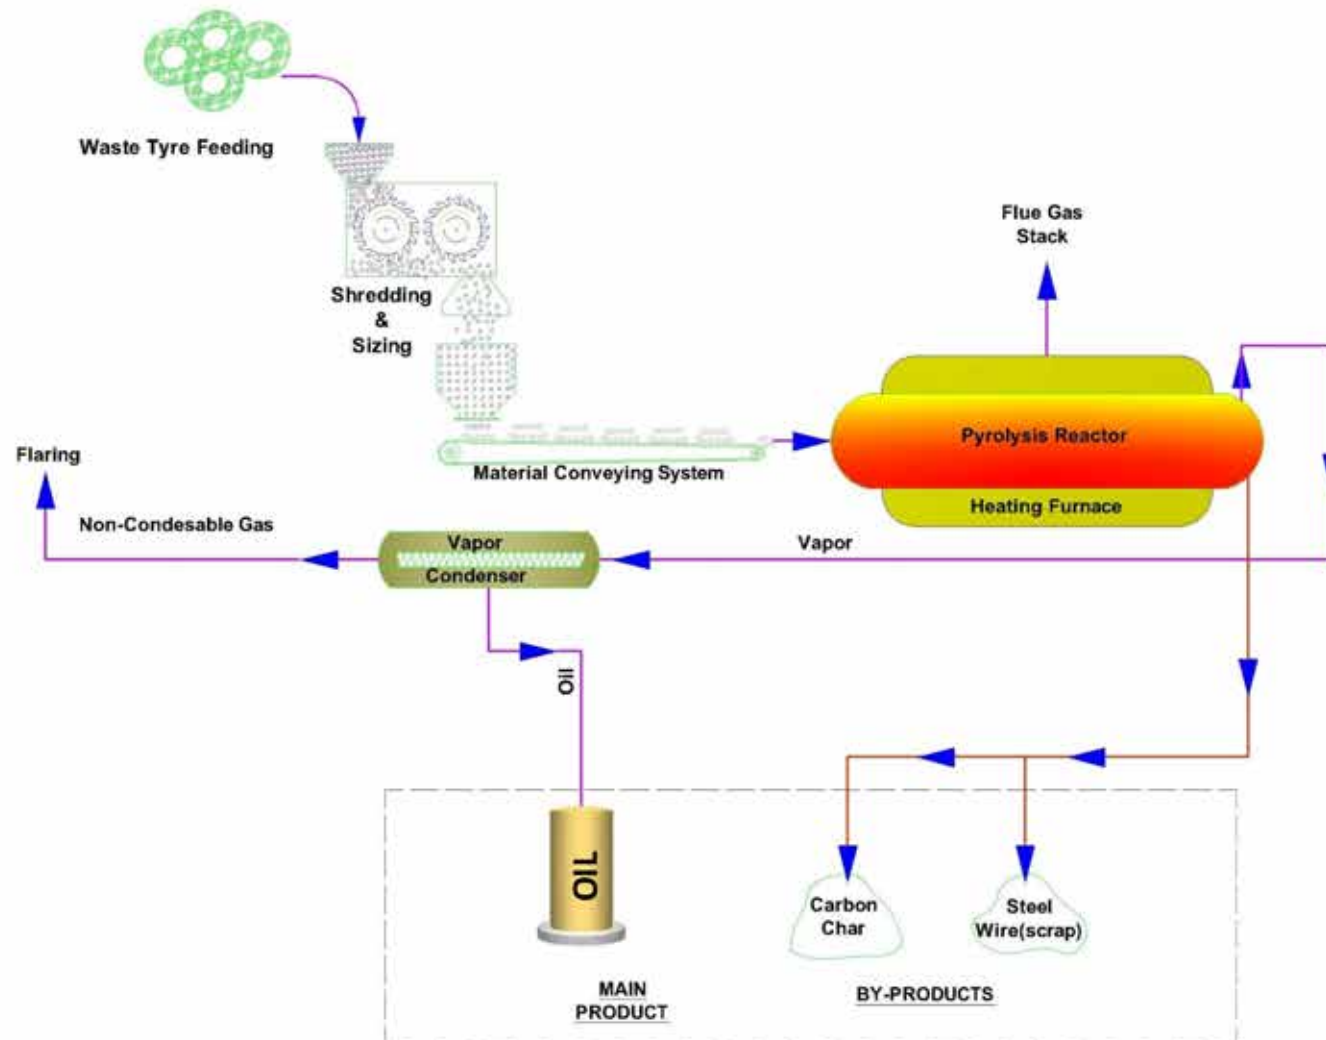 Waste Tyre Feeding
Shredding
&
Sizing
Flue Gas
Stack
Pyrolysis Reactor
Heating Furnace
Material Conveying System
Flaring
Non-Condesable Gas
Vapor
Condenser
Vapor
Oil
OIL
Carbon
Char
Steel
Wire(scrap)
MAIN
PRODUCT
BY-PRODUCTS